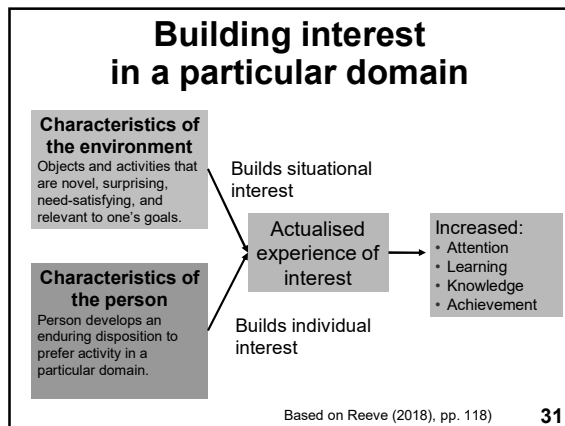 Building interest
in a particular domain
Characteristics of
the environment
Objects and activities that
are novel, surprising,
need-satisfying, and
relevant to one's goals.
Builds situational
interest
Actualised
experience of
interest
Increased:
• Attention
• Learning
• Knowledge
• Achievement
Characteristics of
the person
Person develops an
enduring disposition to
prefer activity in a
particular domain.
Builds individual
interest
Based on Reeve (2018), pp. 118)
31